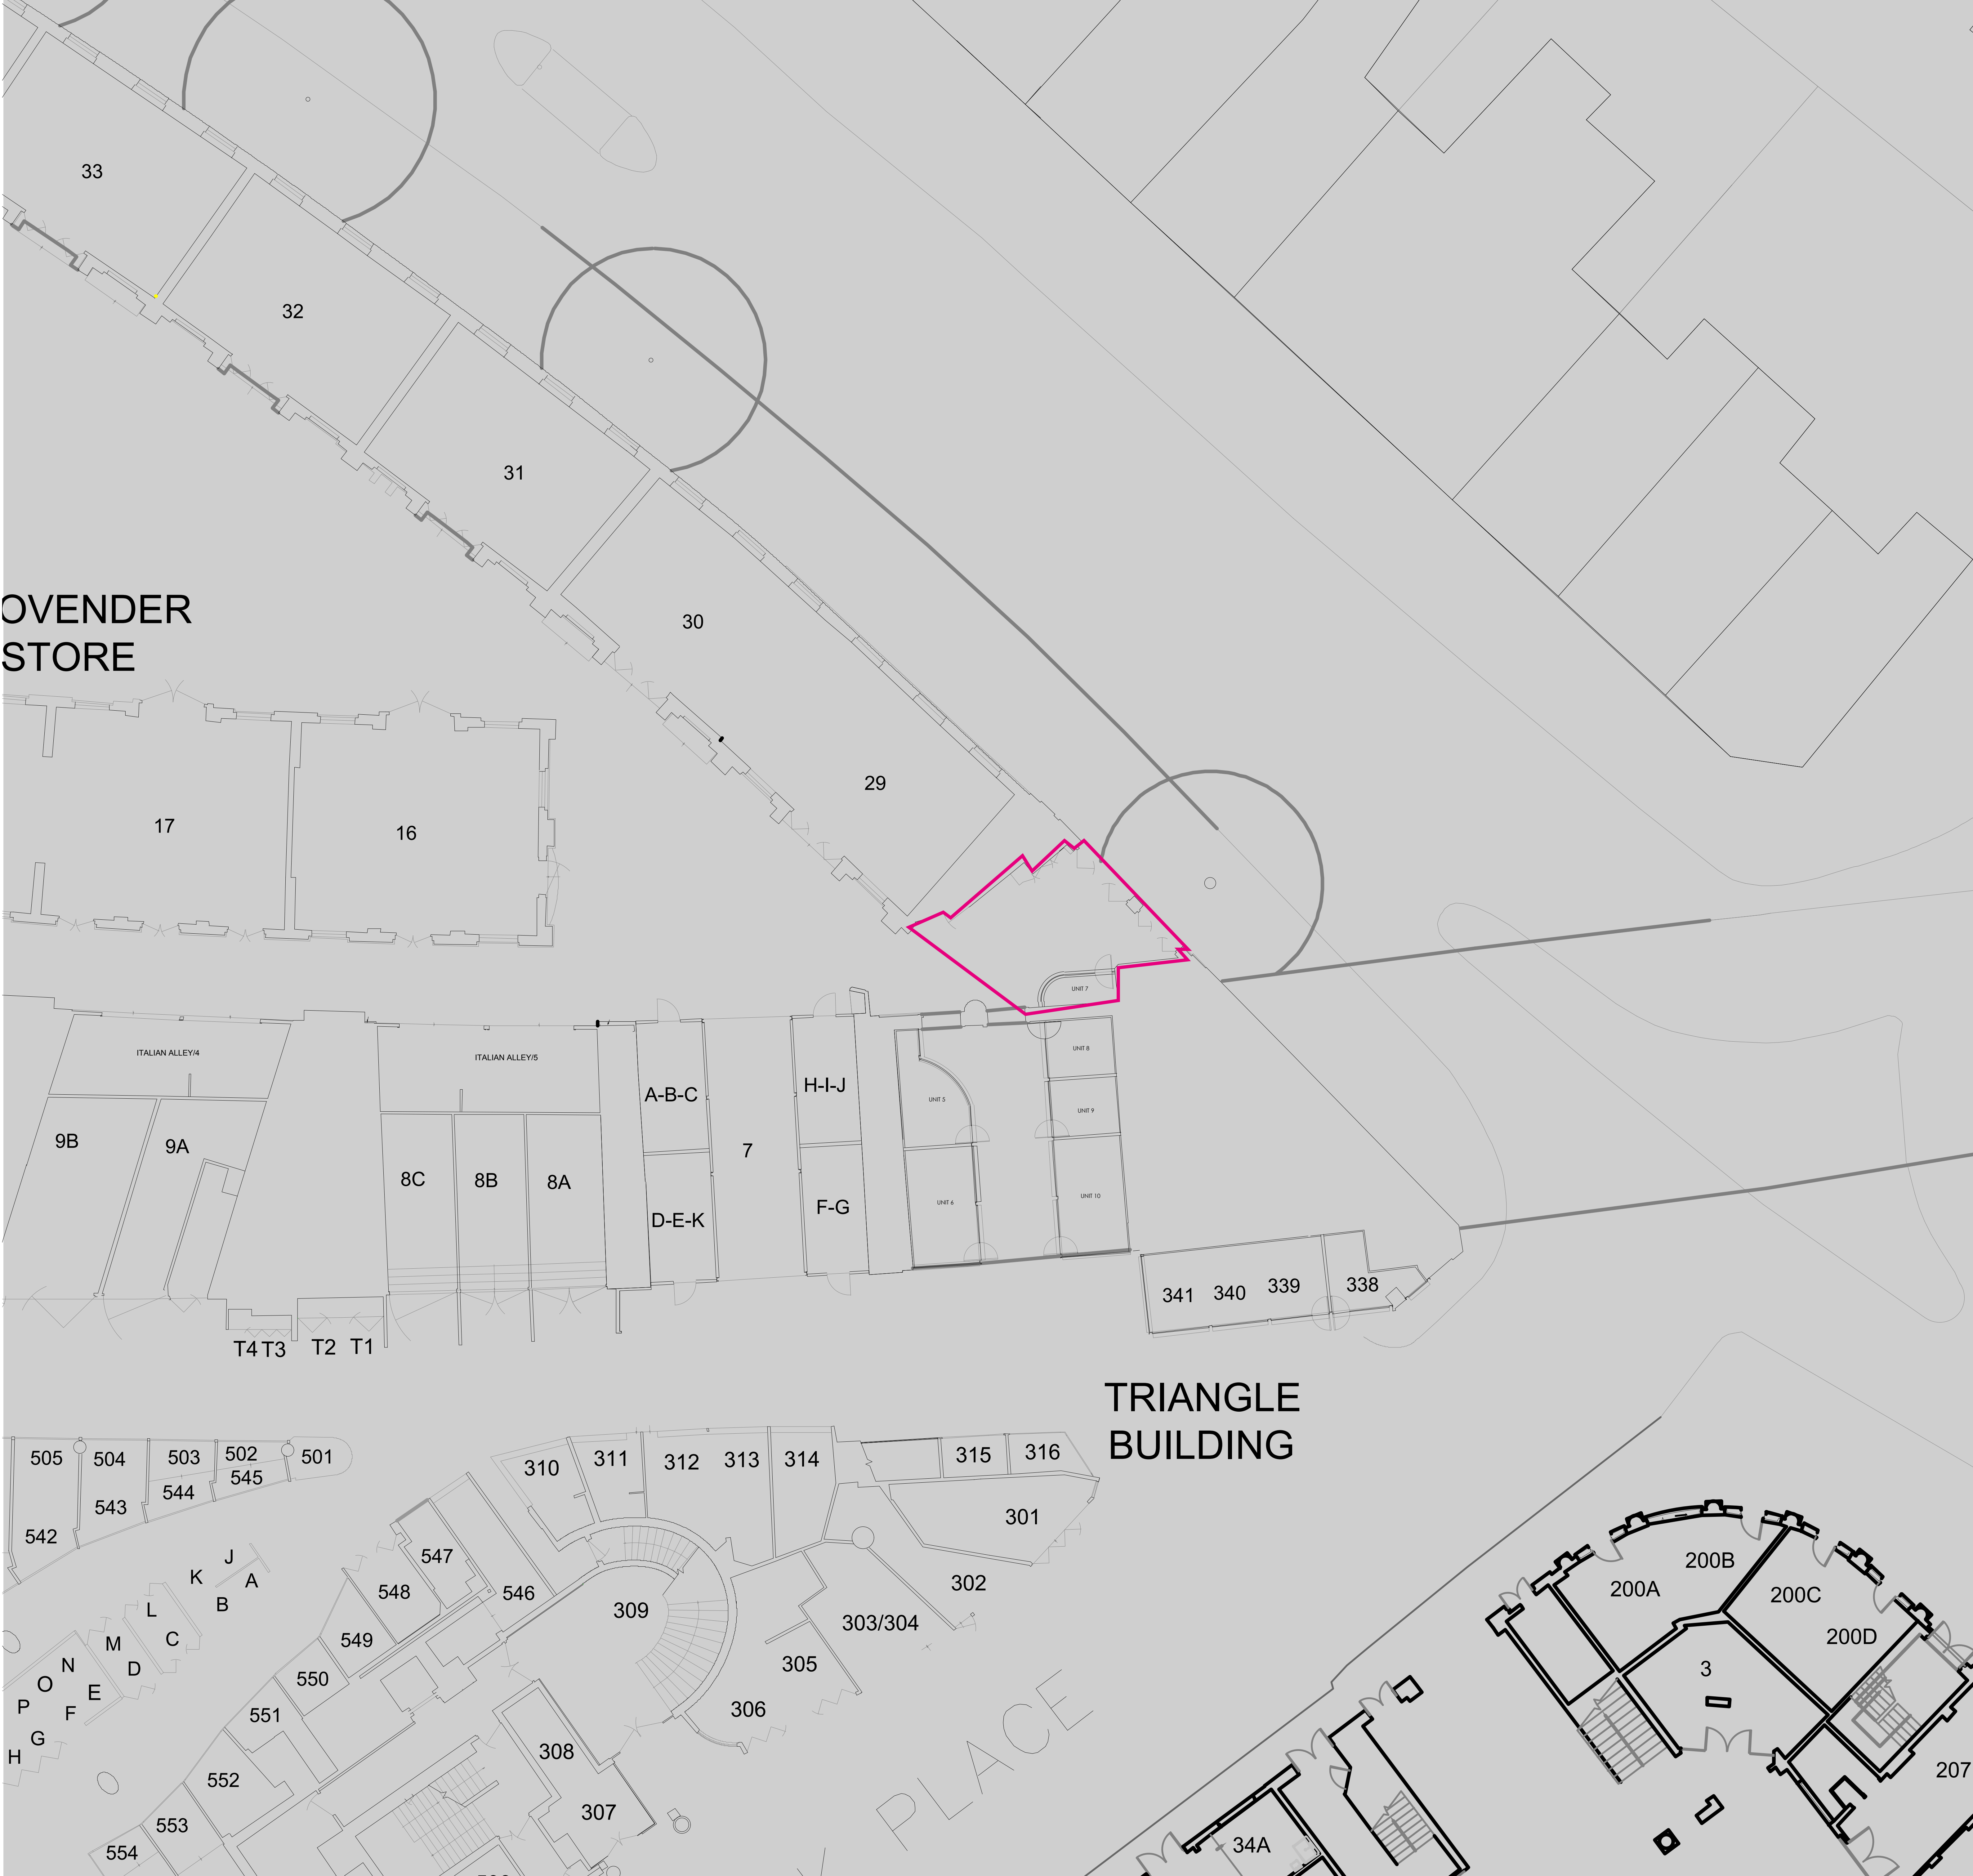 33
32
31
30
29
OVENDER
STORE
17
16
UNIT 7
ITALIAN ALLEY/4
ITALIAN ALLEY/5
A-B-C
H-I-J
7
UNIT 5
UNIT 8
UNIT 9
9B
9A
8C
8B
8A
D-E-K
F-G
UNIT 6
UNIT 10
341
340
339
338
T4
T3
T2
T1
TRIANGLE
BUILDING
505
504
503
502
501
545
544
543
542
310
311
312
313
314
315
316
301
302
303/304
305
306
309
546
547
548
549
550
551
552
553
554
308
307
J
K
A
B
L
C
M
D
N
O
E
P
F
G
H
PLACE
200A
200B
200C
200D
3
207
34A